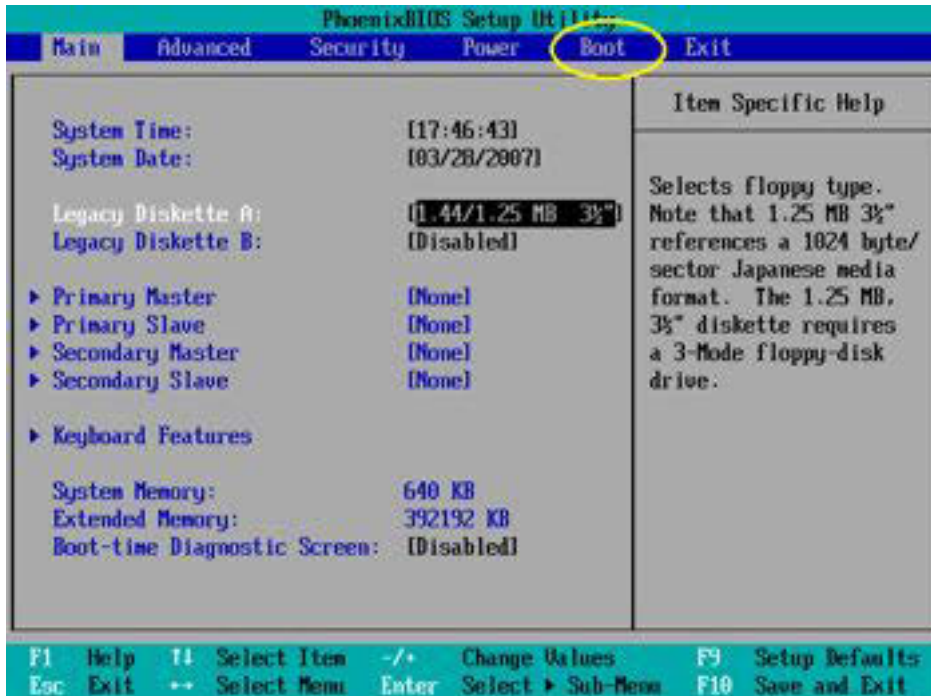 PhoenixBIOS Setup Utility
Main Advanced Security Power Boot Exit
System Time: [17:46:43]
System Date: [03/28/2007]
Legacy Diskette A: [1.44/1.25 MB 3½"]
Legacy Diskette B: [Disabled]
▶ Primary Master [None]
▶ Primary Slave [None]
▶ Secondary Master [None]
▶ Secondary Slave [None]
▶ Keyboard Features
System Memory: 640 KB
Extended Memory: 392192 KB
Boot-time Diagnostic Screen: [Disabled]
Item Specific Help
Selects floppy type.
Note that 1.25 MB 3½"
references a 1024 byte/
sector Japanese media
format. The 1.25 MB,
3½" diskette requires
a 3-Mode floppy-disk
drive.
F1 Help ↑↓ Select Item -/+ Change Values F9 Setup Defaults
Esc Exit ↔ Select Menu Enter Select ▶ Sub-Menu F10 Save and Exit